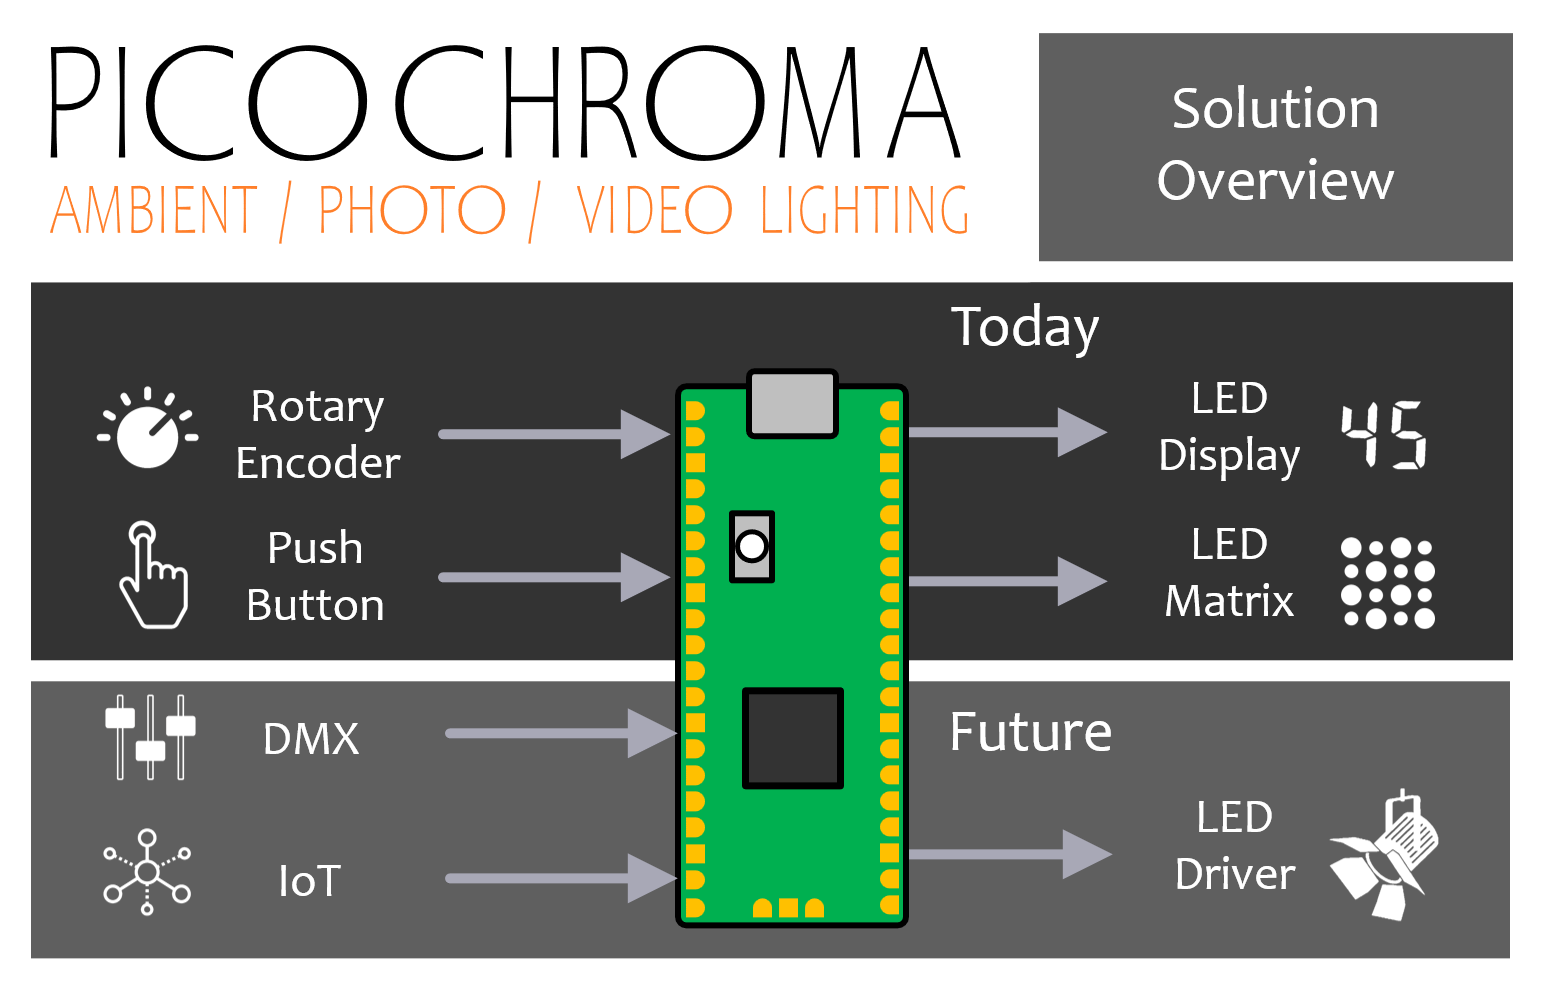 PICOCHROMA
AMBIENT / PHOTO / VIDEO LIGHTING
Solution
Overview
Today
Rotary
Encoder
LED
Display
45
Push
Button
LED
Matrix
DMX
Future
IoT
LED
Driver